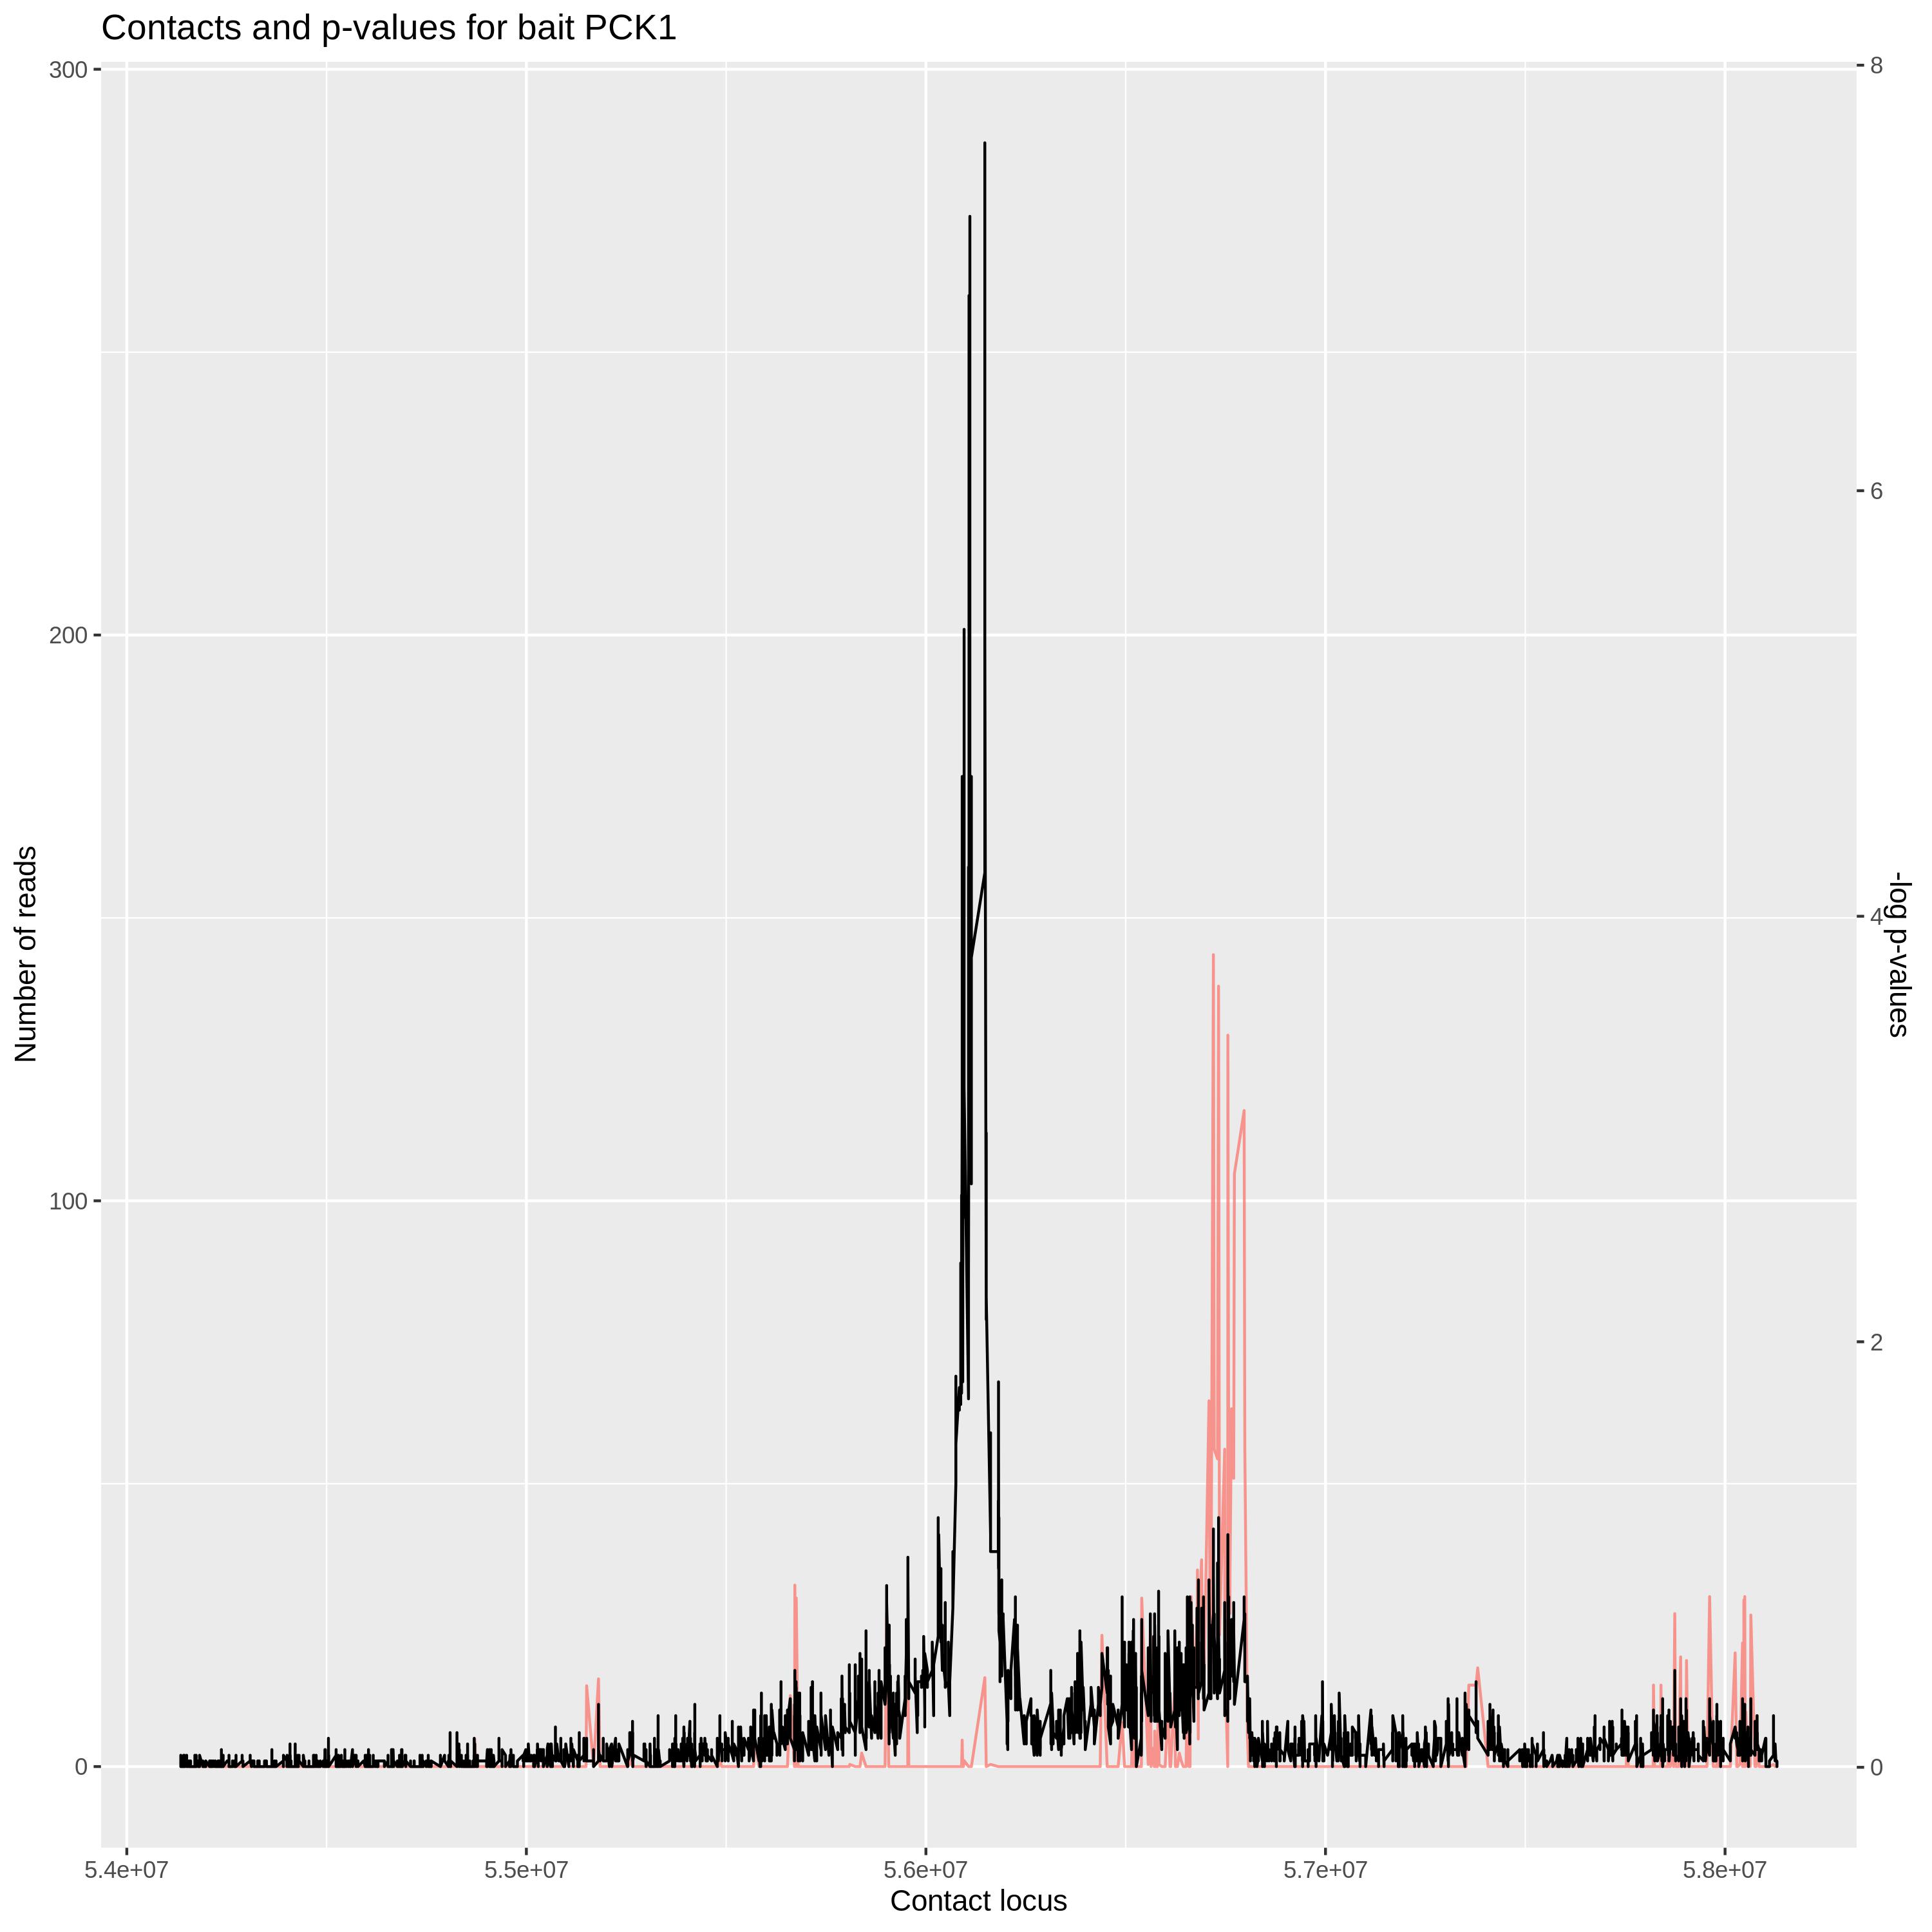 Contacts and p-values for bait PCK1
300
200
100
0
Number of reads
8
6
4
2
0
-log p-values
5.4e+07
5.5e+07
5.6e+07
5.7e+07
5.8e+07
Contact locus